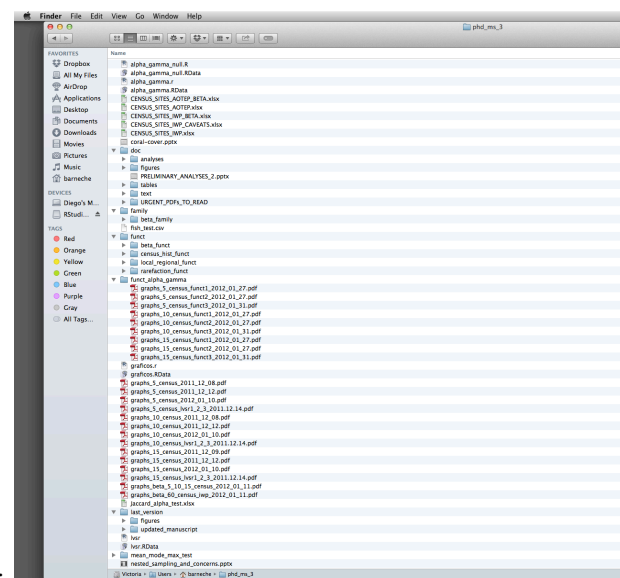 Finder File Edit View Go Window Help
phd_ms_3
FAVORITES
Dropbox
All My Files
AirDrop
Applications
Desktop
Documents
Downloads
Movies
Pictures
Music
barneche
DEVICES
Diego's M...
RStudi...
TAGS
Red
Orange
Yellow
Green
Blue
Purple
Gray
All Tags...
Name
alpha_gamma_null.R
alpha_gamma_null.RData
alpha_gamma.r
alpha_gamma.RData
CENSUS_SITES_AOTEP_BETA.xlsx
CENSUS_SITES_AOTEP.xlsx
CENSUS_SITES_IWP_BETA.xlsx
CENSUS_SITES_IWP_CAVEATS.xlsx
CENSUS_SITES_IWP.xlsx
coral-cover.pptx
doc
analyses
figures
PRELIMINARY_ANALYSES_2.pptx
tables
text
URGENT_PDFs_TO_READ
family
beta_family
fish_test.csv
funct
beta_funct
census_hist_funct
local_regional_funct
rarefaction_funct
funct_alpha_gamma
graphs_5_census_funct1_2012_01_27.pdf
graphs_5_census_funct2_2012_01_27.pdf
graphs_5_census_funct3_2012_01_31.pdf
graphs_10_census_funct1_2012_01_27.pdf
graphs_10_census_funct2_2012_01_27.pdf
graphs_10_census_funct3_2012_01_31.pdf
graphs_15_census_funct1_2012_01_27.pdf
graphs_15_census_funct2_2012_01_27.pdf
graphs_15_census_funct3_2012_01_31.pdf
graficos.r
graficos.RData
graphs_5_census_2011_12_08.pdf
graphs_5_census_2011_12_12.pdf
graphs_5_census_2012_01_10.pdf
graphs_5_census_lvsr1_2_3_2011.12.14.pdf
graphs_10_census_2011_12_08.pdf
graphs_10_census_2011_12_12.pdf
graphs_10_census_2012_01_10.pdf
graphs_10_census_lvsr1_2_3_2011.12.14.pdf
graphs_15_census_2011_12_09.pdf
graphs_15_census_2011_12_12.pdf
graphs_15_census_2012_01_10.pdf
graphs_15_census_lvsr1_2_3_2011.12.14.pdf
graphs_beta_5_10_15_census_2012_01_11.pdf
graphs_beta_60_census_iwp_2012_01_11.pdf
jaccard_alpha_test.xlsx
last_version
figures
updated_manuscript
lvsr
lvsr.RData
mean_mode_max_test
nested_sampling_and_concerns.pptx
Victoria ▸ Users ▸ barneche ▸ phd_ms_3